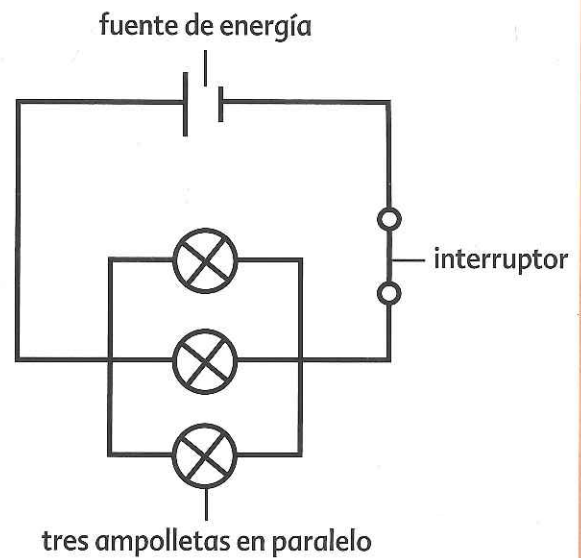 fuente de energía
interruptor
tres ampolletas en paralelo